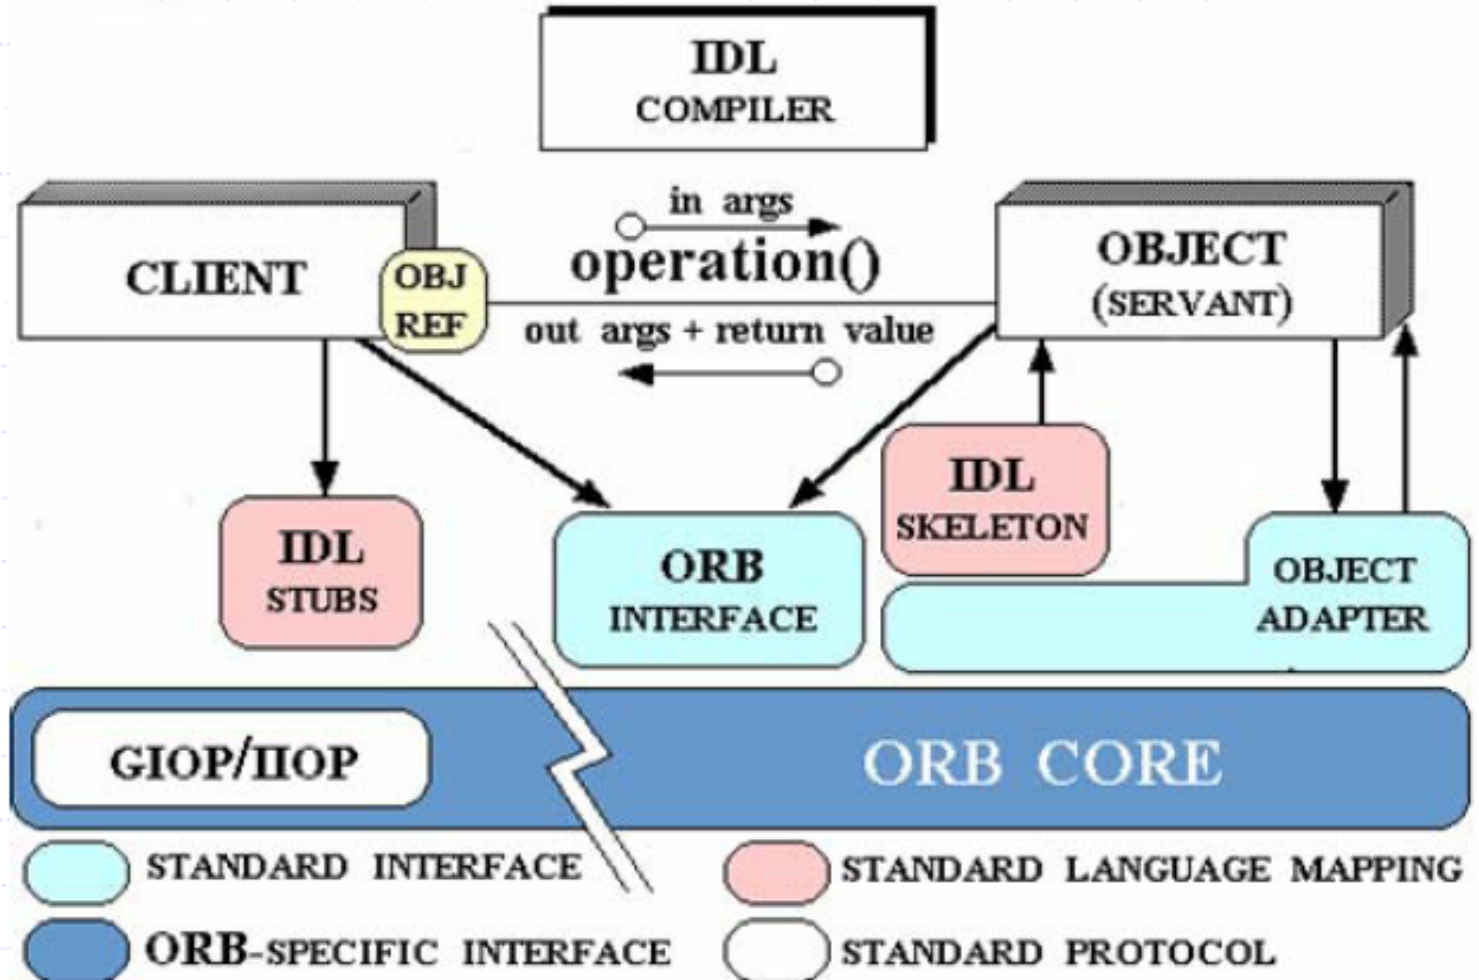 IDL
COMPILER
in args
operation()
out args + return value
CLIENT
OBJ
REF
OBJECT
(SERVANT)
IDL
STUBS
ORB
INTERFACE
IDL
SKELETON
OBJECT
ADAPTER
GIOP/IIOP
ORB CORE
STANDARD INTERFACE
STANDARD LANGUAGE MAPPING
ORB-SPECIFIC INTERFACE
STANDARD PROTOCOL